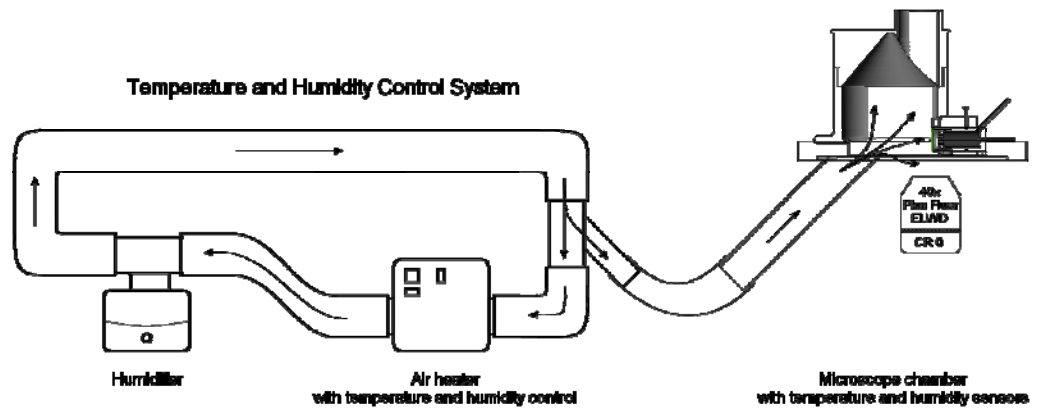 Temperature and Humidity Control System
40x
Plan Fluor
ELWD
CR 0
Humidifier
Air heater
with temperature and humidity control
Microscope chamber
with temperature and humidity sensors